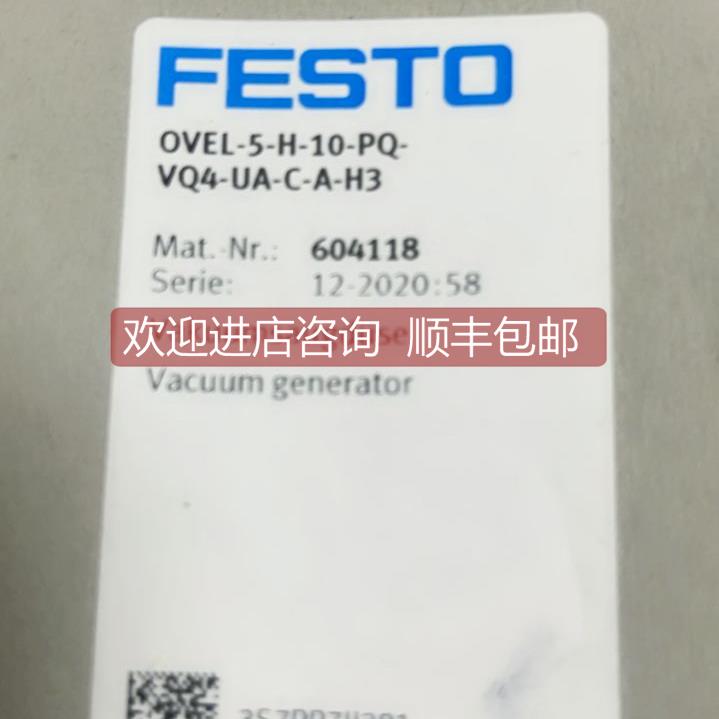 FESTO
OVEL-5-H-10-PQ-
VQ4-UA-C-A-H3
Mat.-Nr.: 604118
Serie: 12-2020:58
欢迎进店咨询 顺丰包邮
Vacuum generator